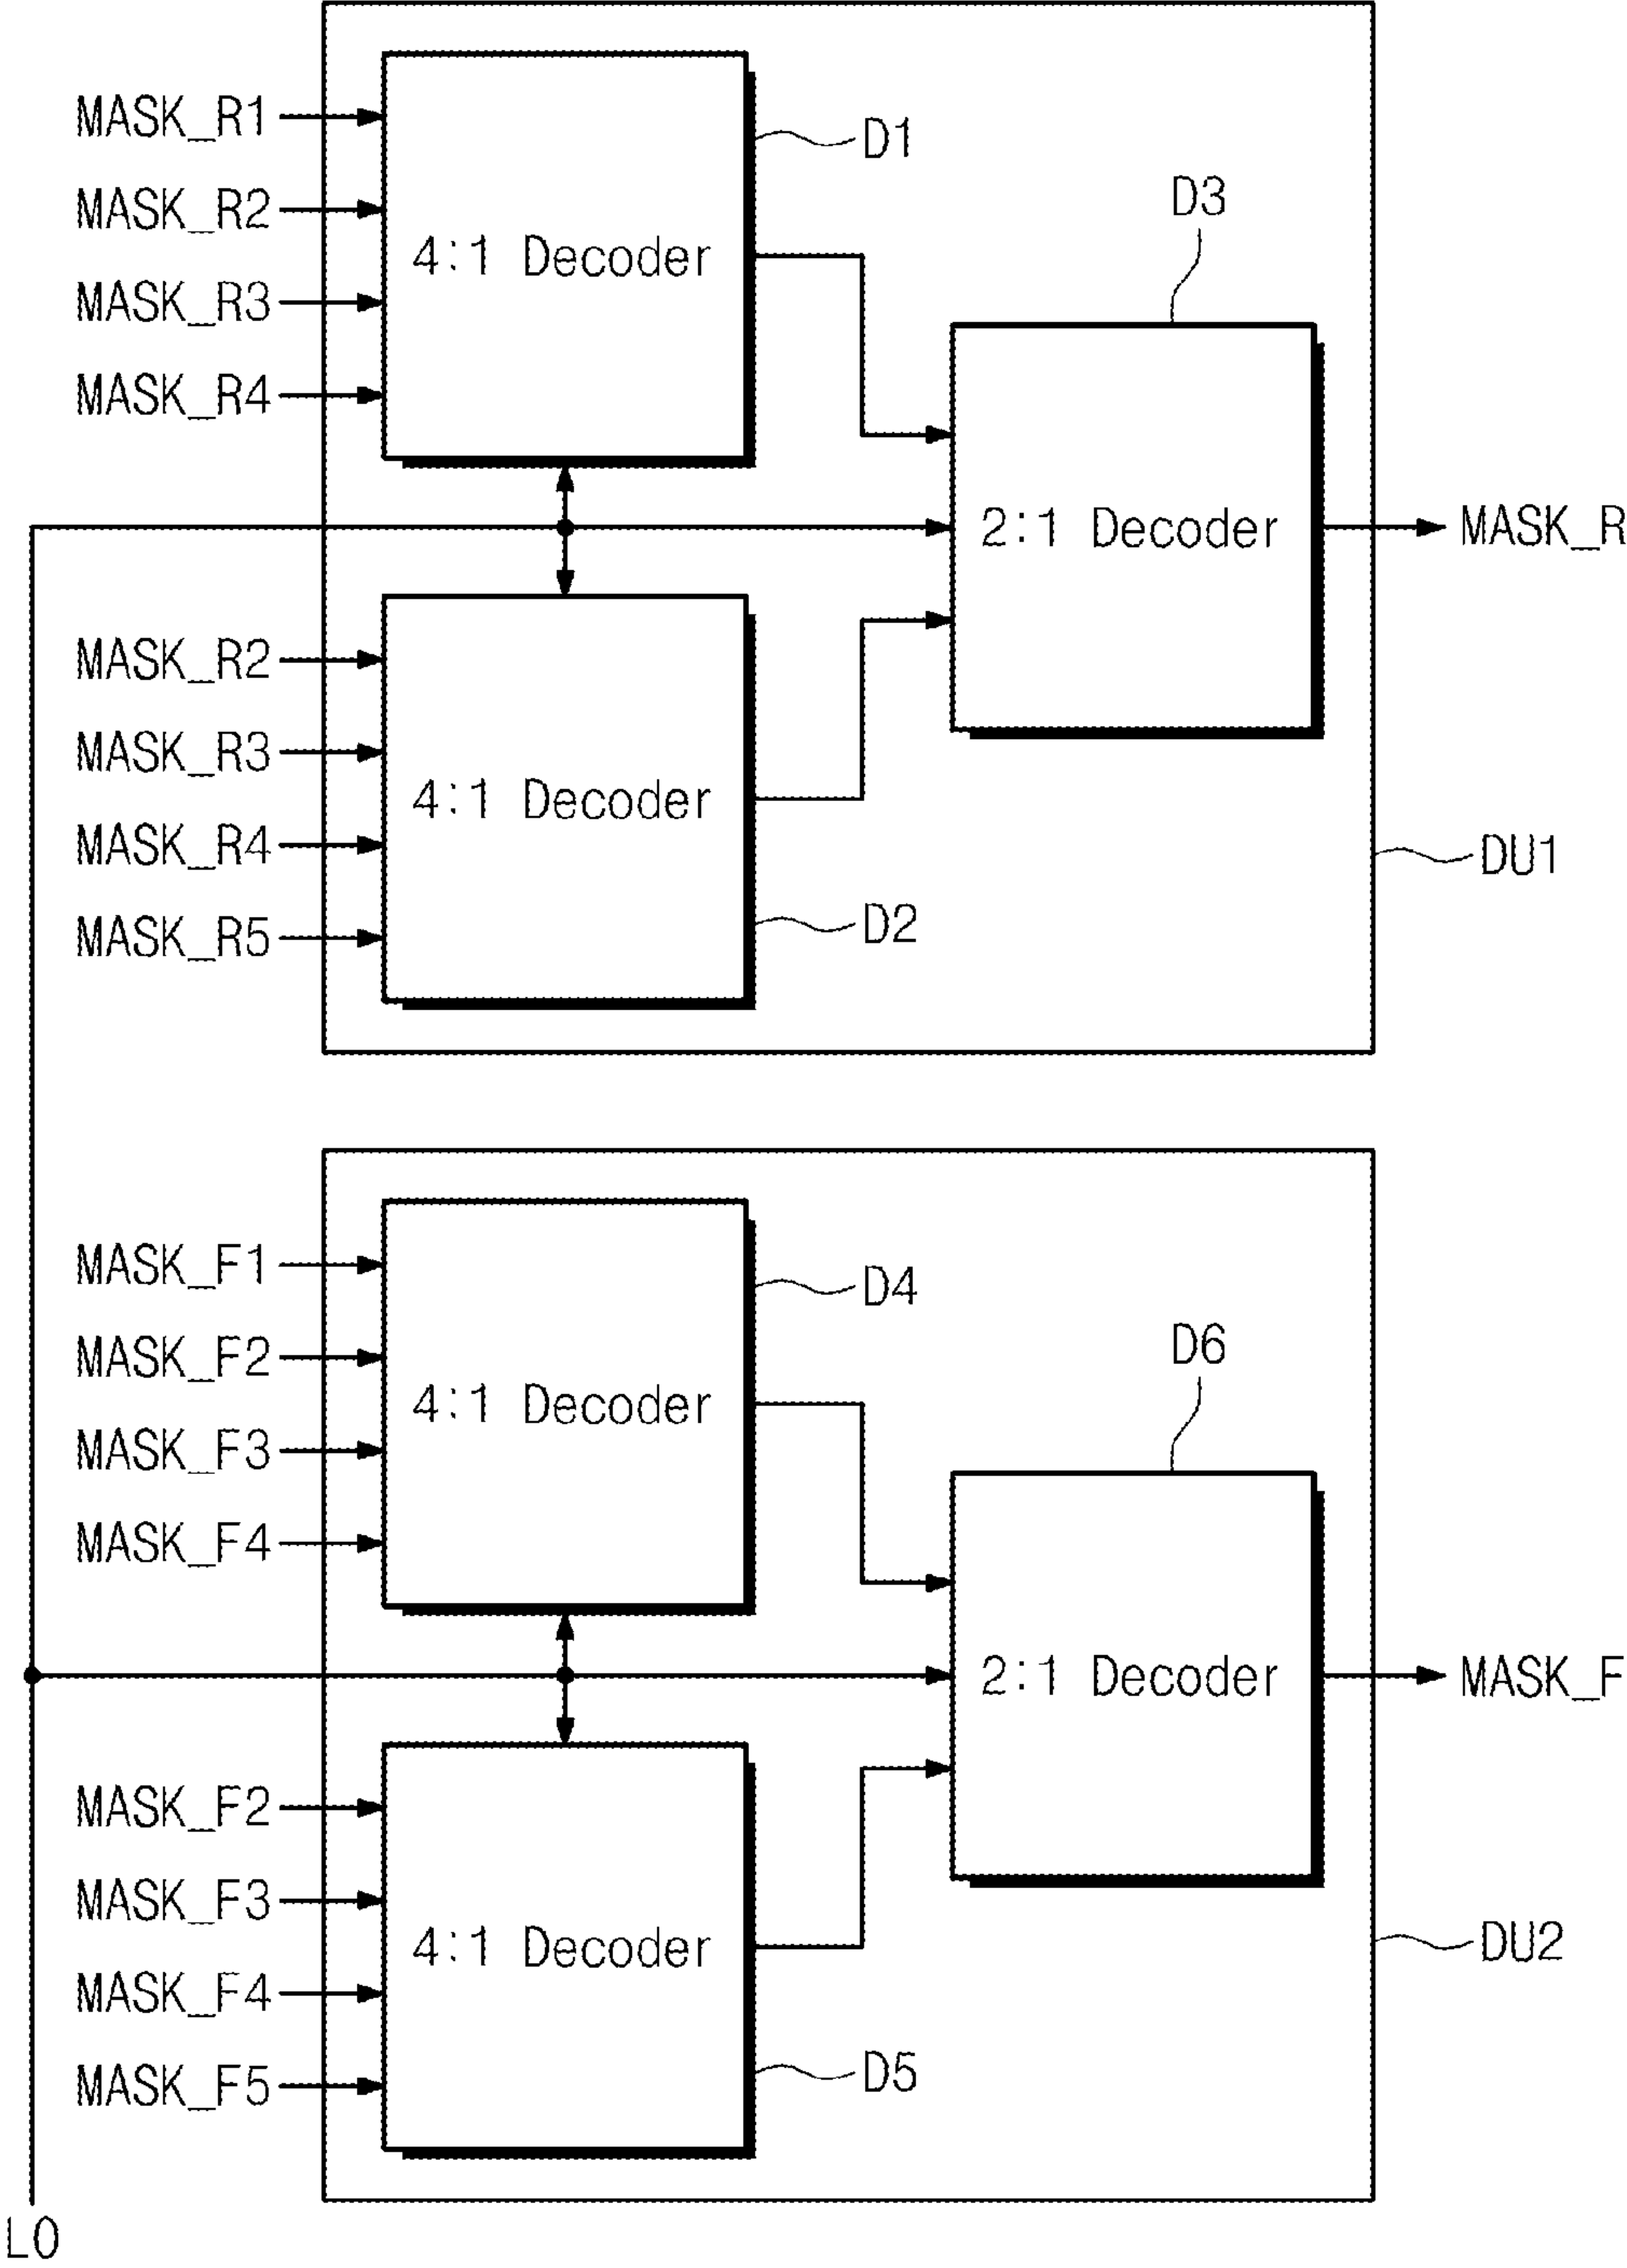 MASK_R1
D1
MASK_R2
D3
4:1 Decoder
MASK_R3
MASK_R4
2:1 Decoder
MASK_R
MASK_R2
MASK_R3
4:1 Decoder
MASK_R4
DU1
D2
MASK_R5
MASK_F1
D4
MASK_F2
D6
4:1 Decoder
MASK_F3
MASK_F4
2:1 Decoder
MASK_F
MASK_F2
MASK_F3
4:1 Decoder
DU2
MASK_F4
D5
MASK_F5
LO